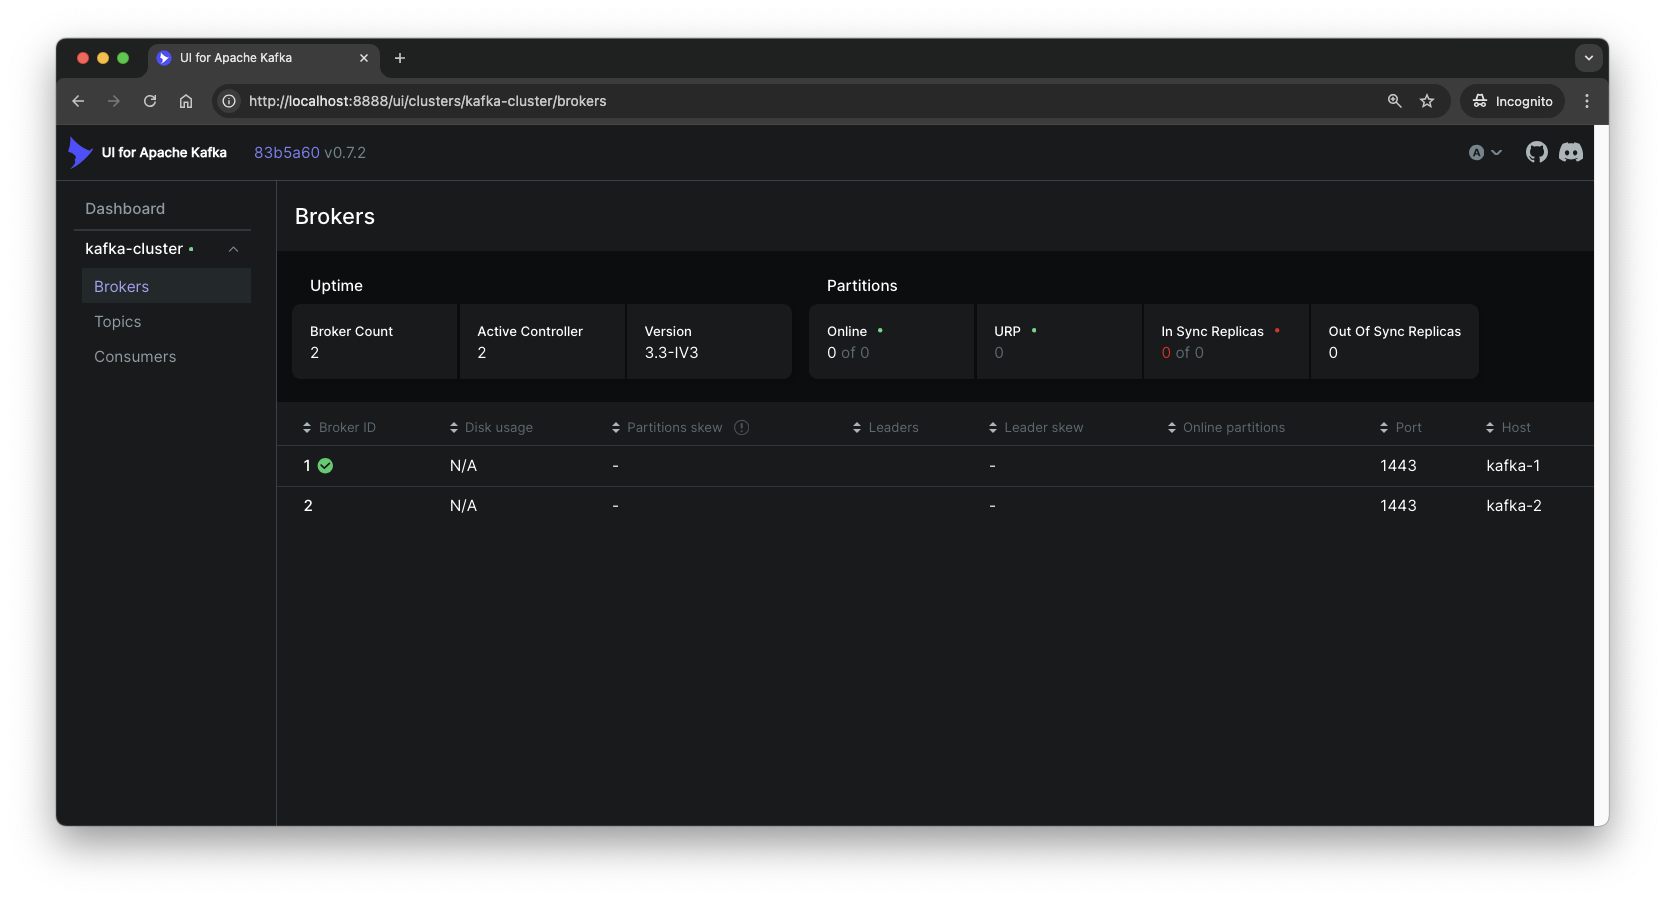 UI for Apache Kafka
http://localhost:8888/ui/clusters/kafka-cluster/brokers
Incognito
UI for Apache Kafka 83b5a60 v0.7.2
A
Dashboard
kafka-cluster
Brokers
Topics
Consumers
Brokers
Uptime
Broker Count
2
Active Controller
2
Version
3.3-IV3
Partitions
Online
0 of 0
URP
0
In Sync Replicas
0 of 0
Out Of Sync Replicas
0
Broker ID Disk usage Partitions skew Leaders Leader skew Online partitions Port Host
1 N/A - - 1443 kafka-1
2 N/A - - 1443 kafka-2